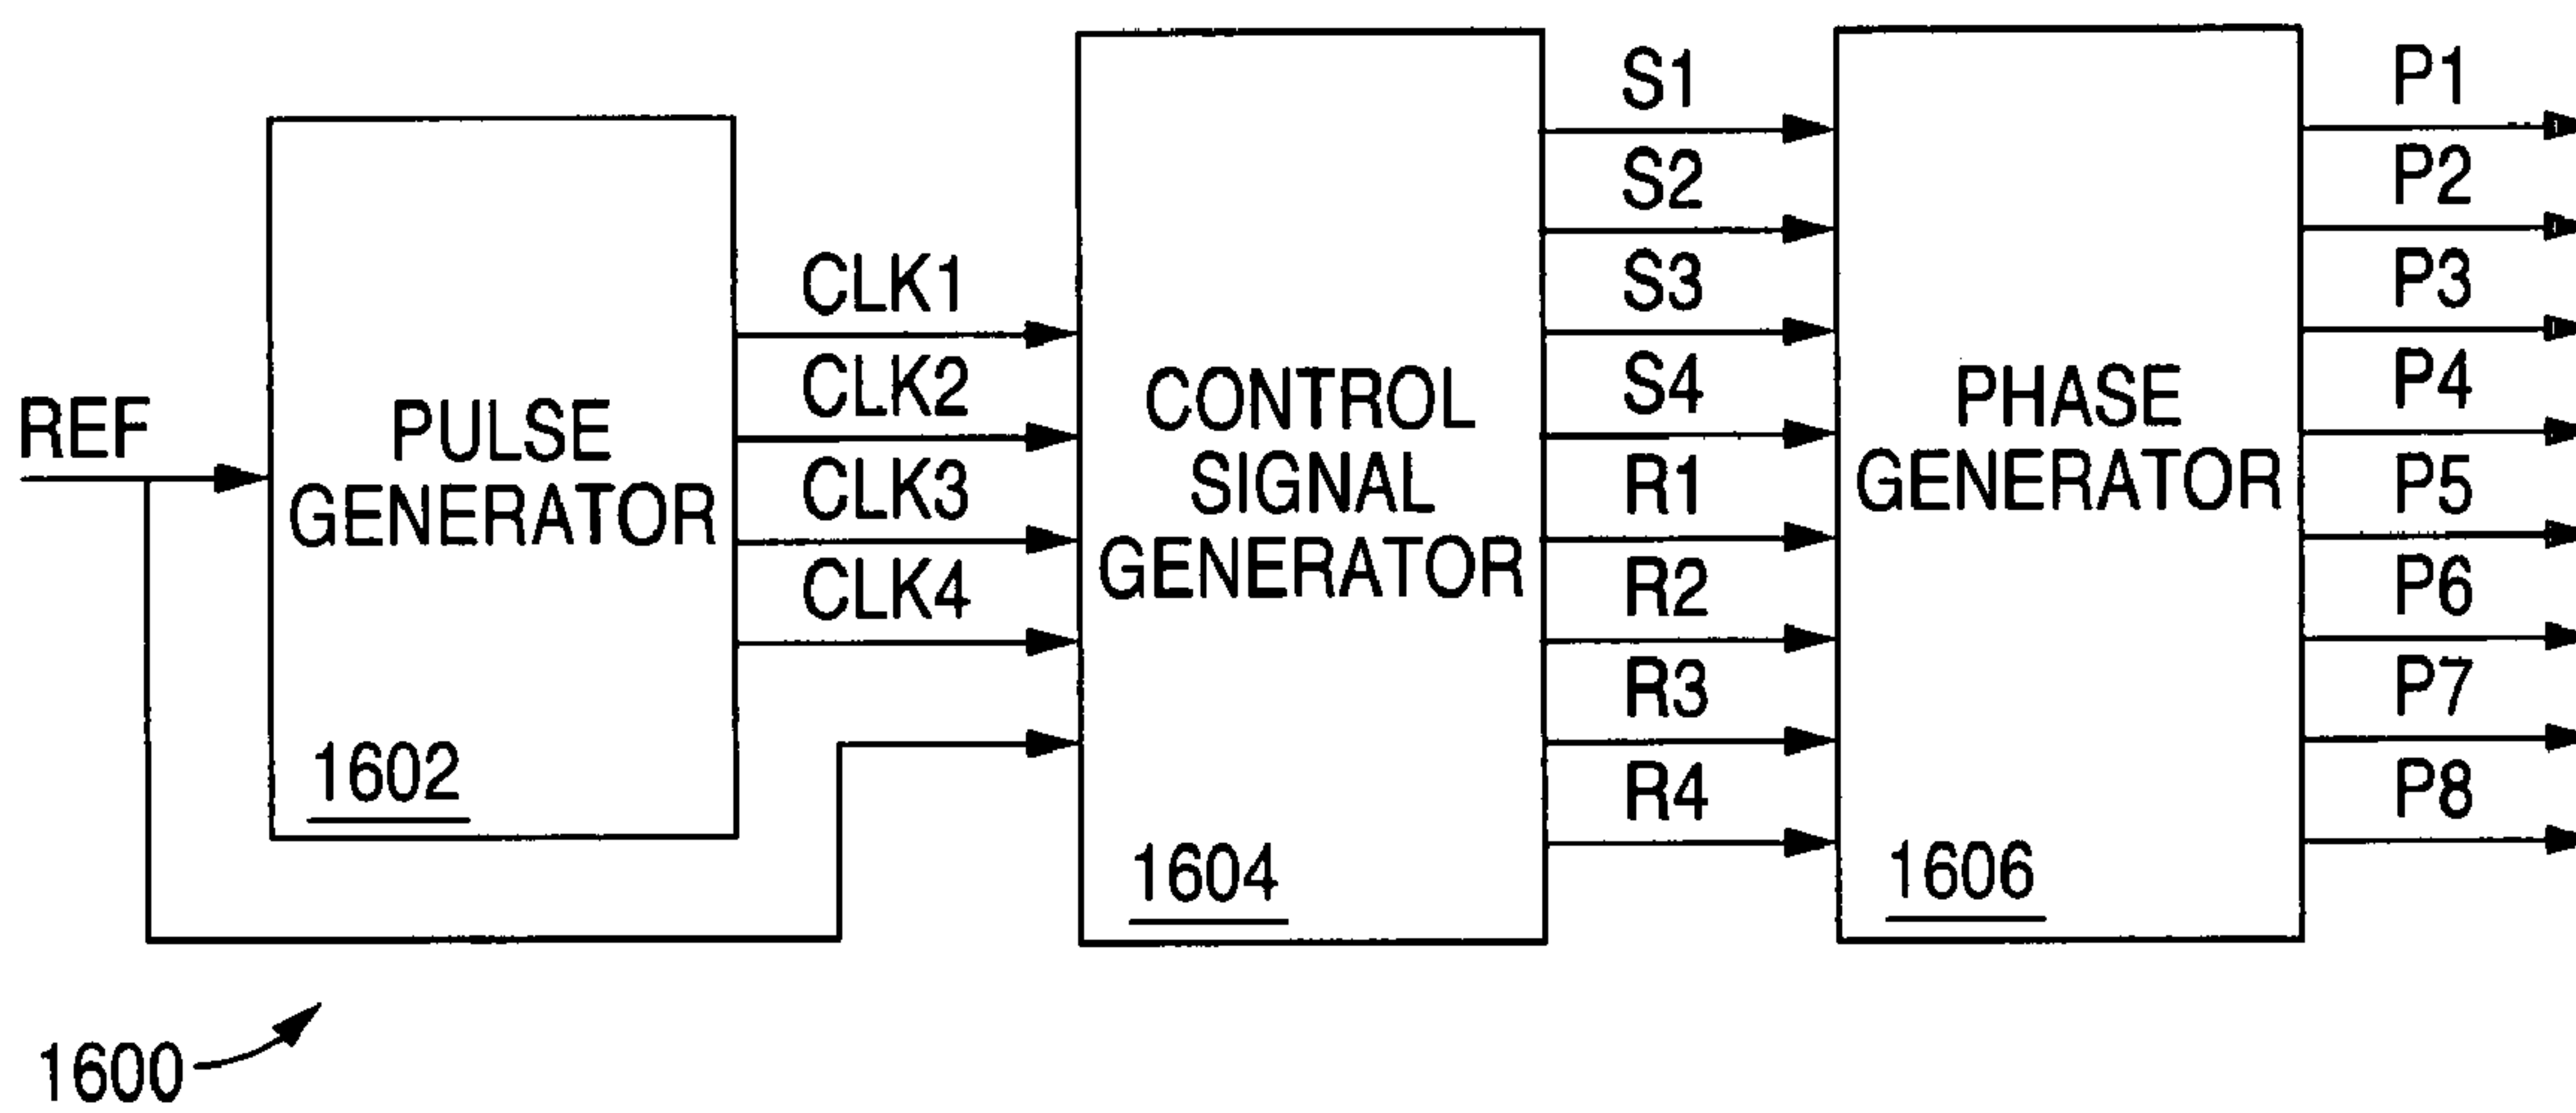 REF
PULSE
GENERATOR
1602
CLK1
CLK2
CLK3
CLK4
CONTROL
SIGNAL
GENERATOR
1604
S1
S2
S3
S4
R1
R2
R3
R4
PHASE
GENERATOR
1606
P1
P2
P3
P4
P5
P6
P7
P8
1600